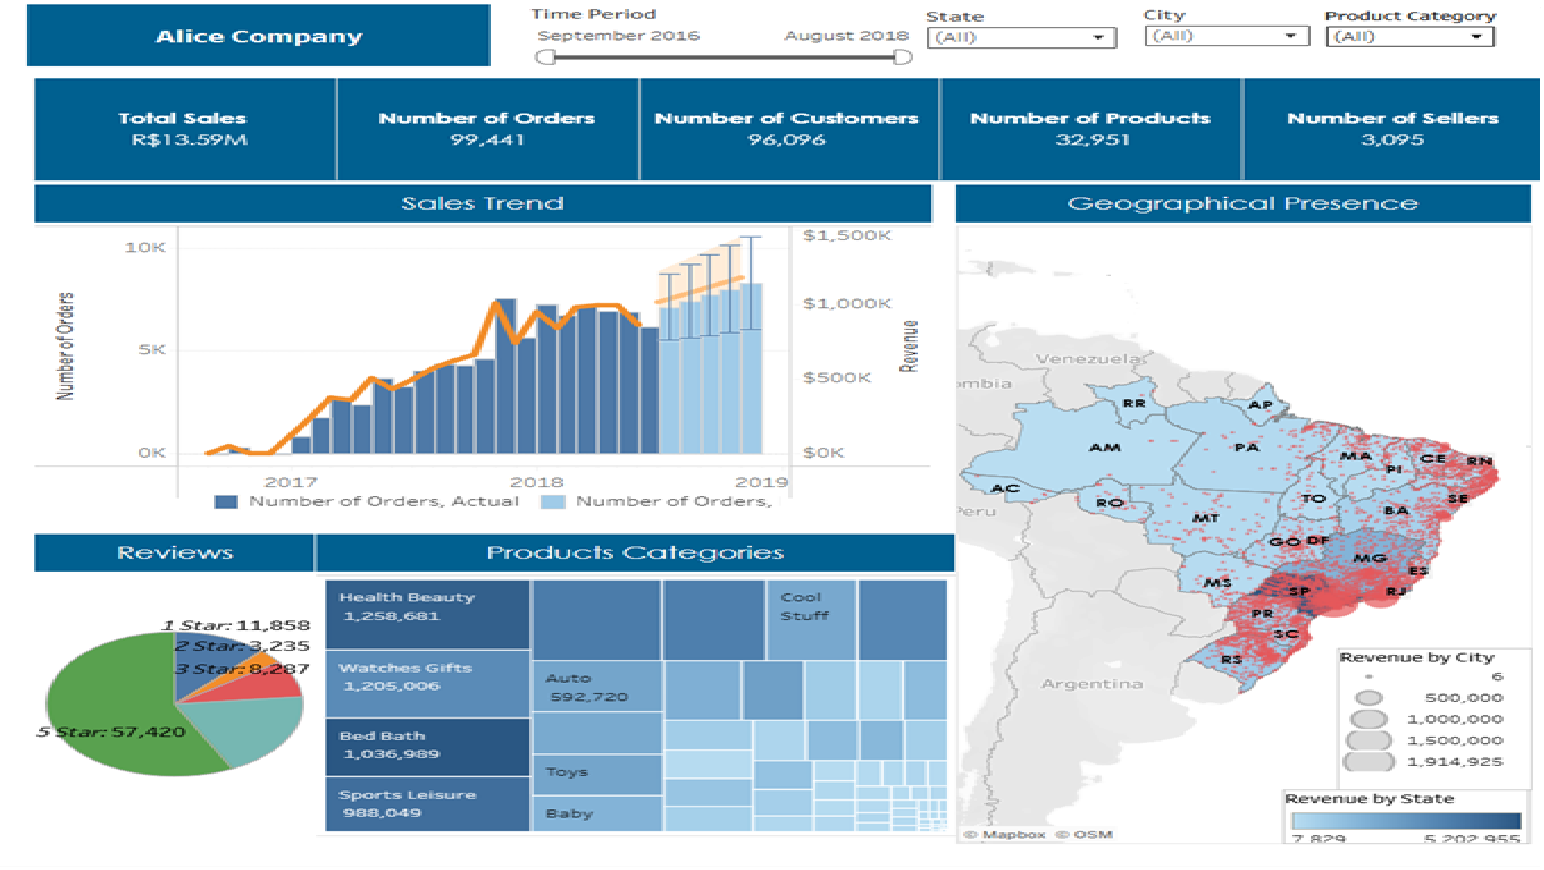 Alice Company
Time Period
September 2016 August 2018
State
(All)
City
(All)
Product Category
(All)
Total Sales
R$13.59M
Number of Orders
99,441
Number of Customers
96,096
Number of Products
32,951
Number of Sellers
3,095
Sales Trend
10K
5K
0K
Number of Orders
$1,500K
$1,000K
$500K
$0K
Revenue
2017 2018 2019
Number of Orders, Actual Number of Orders,
Geographical Presence
Venezuela
ombia
RR AP
AM PA MA CE RN
PI
AC RO TO SE
Peru MT BA
GO DF
MG
MS ES
SP RJ
PR
SC
RS
Argentina
Revenue by City
6
500,000
1,000,000
1,500,000
1,914,925
Revenue by State
7,829 5,202,955
© Mapbox © OSM
Reviews
1 Star: 11,858
2 Star: 3,235
3 Star: 8,287
5 Star: 57,420
Products Categories
Health Beauty
1,258,681
Watches Gifts
1,205,006
Bed Bath
1,036,989
Sports Leisure
988,049
Cool
Stuff
Auto
592,720
Toys
Baby